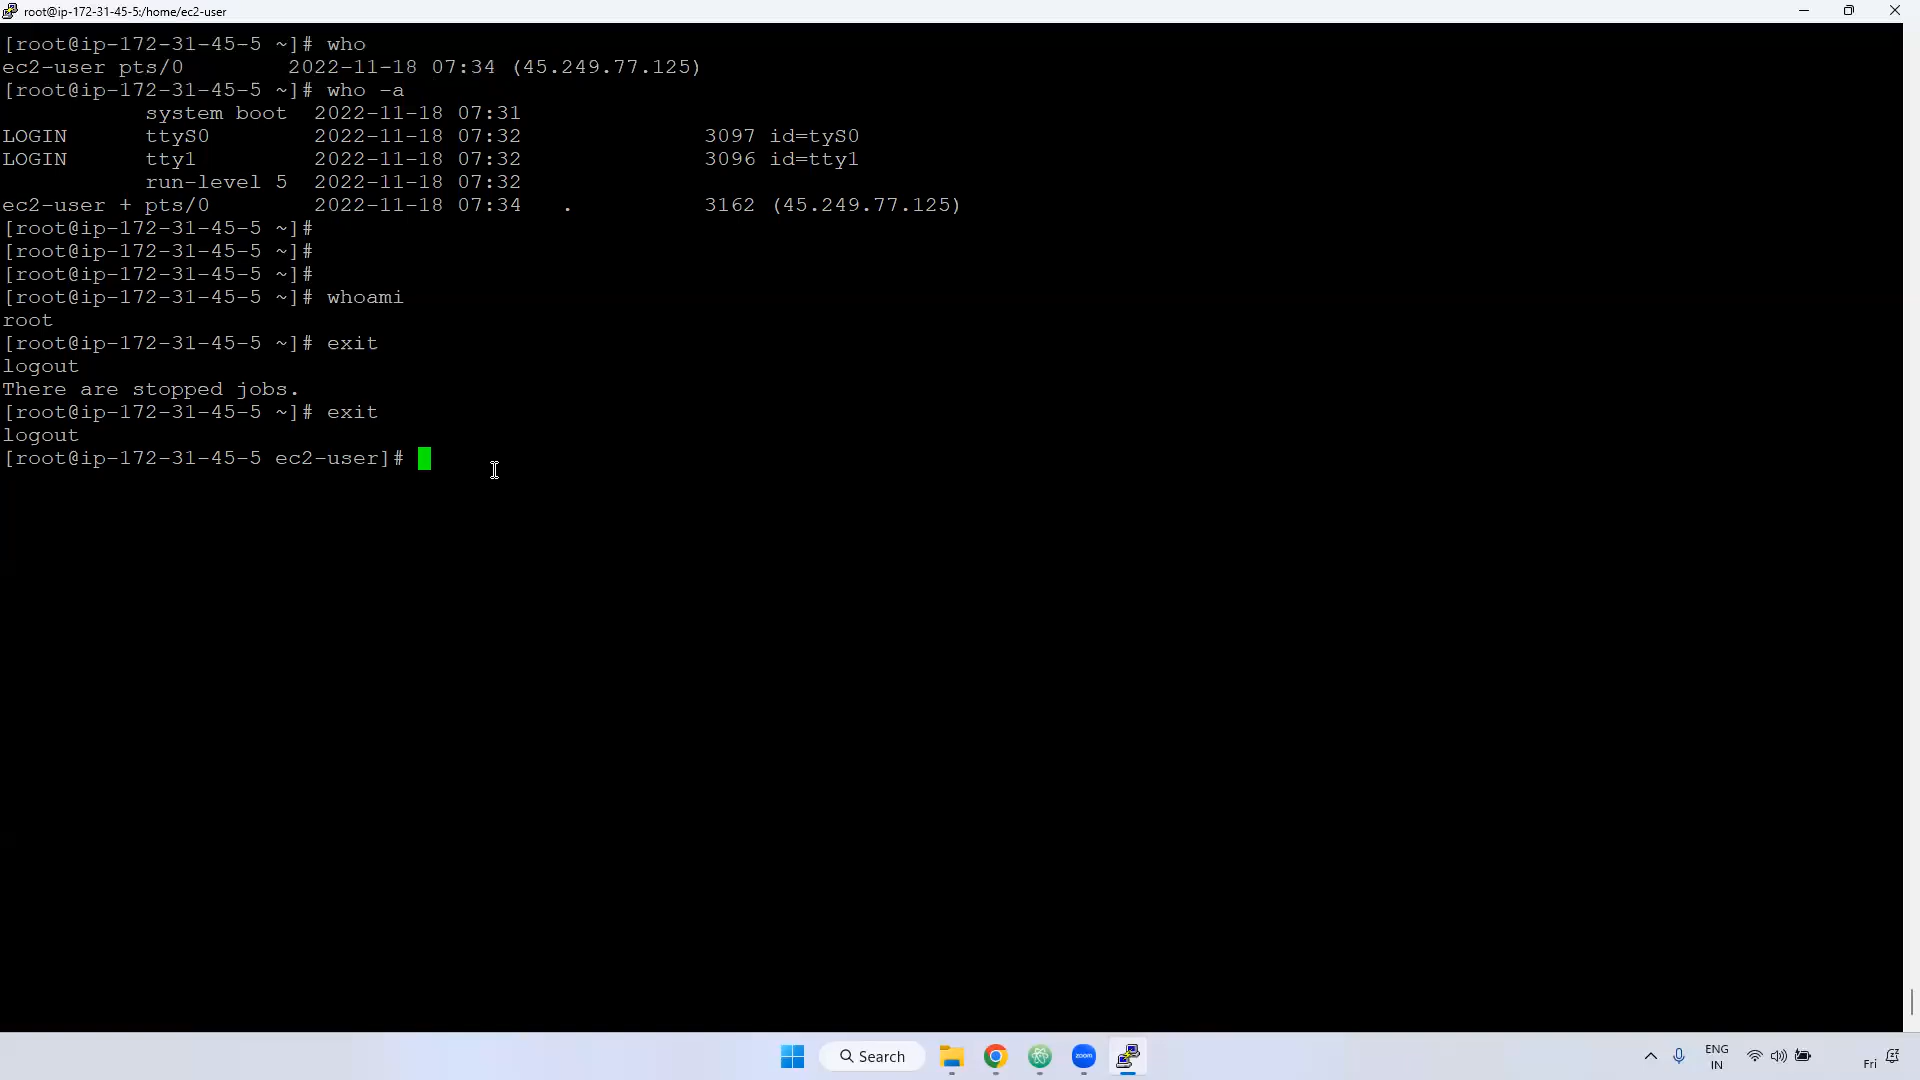 root@ip-172-31-45-5:/home/ec2-user
[root@ip-172-31-45-5 ~]# who
ec2-user pts/0        2022-11-18 07:34 (45.249.77.125)
[root@ip-172-31-45-5 ~]# who -a
           system boot  2022-11-18 07:31
LOGIN      ttyS0        2022-11-18 07:32              3097 id=tyS0
LOGIN      tty1         2022-11-18 07:32              3096 id=tty1
           run-level 5  2022-11-18 07:32
ec2-user + pts/0        2022-11-18 07:34   .          3162 (45.249.77.125)
[root@ip-172-31-45-5 ~]#
[root@ip-172-31-45-5 ~]#
[root@ip-172-31-45-5 ~]#
[root@ip-172-31-45-5 ~]# whoami
root
[root@ip-172-31-45-5 ~]# exit
logout
There are stopped jobs.
[root@ip-172-31-45-5 ~]# exit
logout
[root@ip-172-31-45-5 ec2-user]#
Search
zoom
ENG
IN
Fri